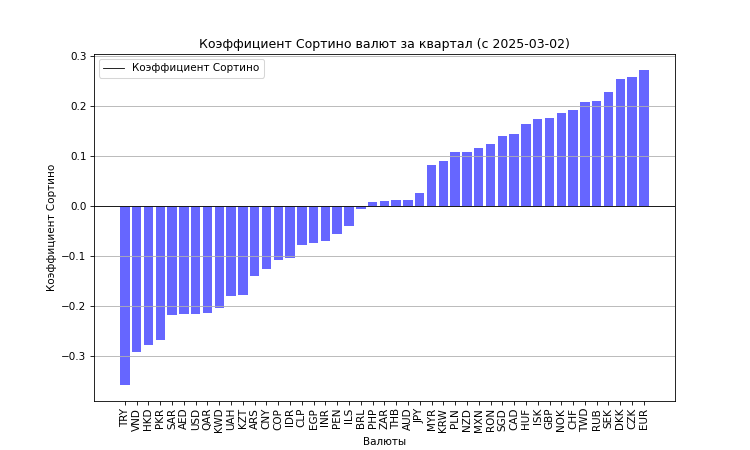 Коэффициент Сортино валют за квартал (с 2025-03-02)
Коэффициент Сортино
0.3
0.2
0.1
0.0
−0.1
−0.2
−0.3
Коэффициент Сортино
TRY
VND
HKD
PKR
SAR
AED
USD
QAR
KWD
UAH
KZT
ARS
CNY
COP
IDR
CLP
EGP
INR
PEN
ILS
BRL
PHP
ZAR
THB
AUD
JPY
MYR
KRW
PLN
NZD
MXN
RON
SGD
CAD
HUF
ISK
GBP
NOK
CHF
TWD
RUB
SEK
DKK
CZK
EUR
Валюты